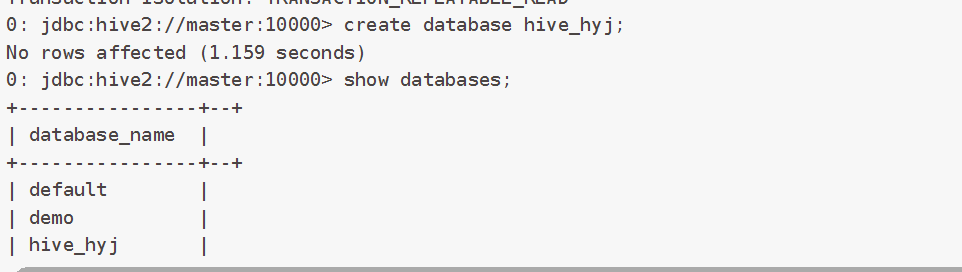 Transaction isolation: TRANSACTION_REPEATABLE_READ
0: jdbc:hive2://master:10000> create database hive_hyj;
No rows affected (1.159 seconds)
0: jdbc:hive2://master:10000> show databases;
+----------------+--+
| database_name  |
+----------------+--+
| default        |
| demo           |
| hive_hyj       |